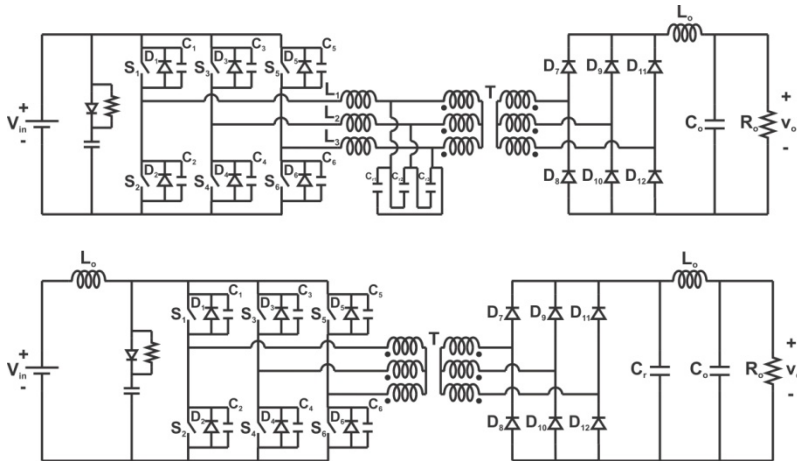 Lₒ
C₁ C₃ C₅
D₁ D₃ D₅
S₁ S₃ S₅
D₇ D₉ D₁₁
L₁ T
+ Vᵢₙ -
L₂
Cₒ Rₒ + vₒ -
L₃
C₂ C₄ C₆
D₂ D₄ D₆
S₂ S₄ S₆
D₈ D₁₀ D₁₂
Lₒ Lₒ
C₁ C₃ C₅
D₁ D₃ D₅
S₁ S₃ S₅
D₇ D₉ D₁₁
T
+ Vᵢₙ -
Cᵣ Cₒ Rₒ + -
C₂ C₄ C₆
D₂ D₄ D₆
S₂ S₄ S₆
D₈ D₁₀ D₁₂